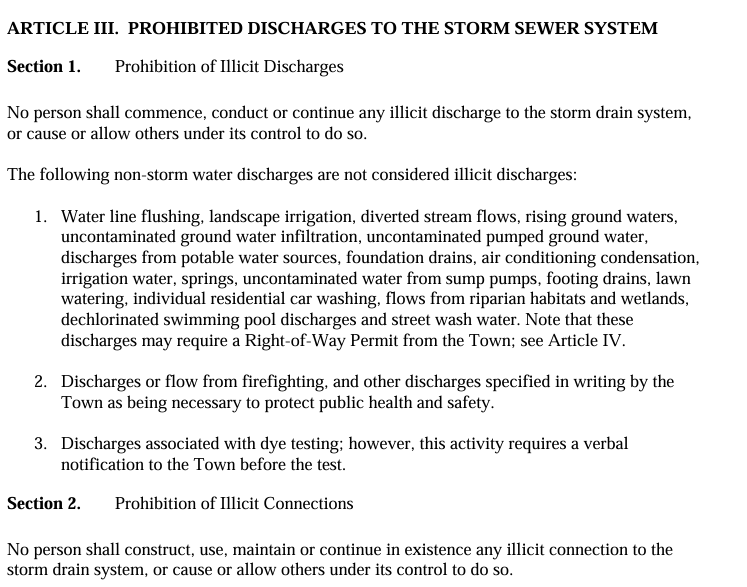 ARTICLE III. PROHIBITED DISCHARGES TO THE STORM SEWER SYSTEM
Section 1. Prohibition of Illicit Discharges
No person shall commence, conduct or continue any illicit discharge to the storm drain system,
or cause or allow others under its control to do so.
The following non-storm water discharges are not considered illicit discharges:
1. Water line flushing, landscape irrigation, diverted stream flows, rising ground waters,
uncontaminated ground water infiltration, uncontaminated pumped ground water,
discharges from potable water sources, foundation drains, air conditioning condensation,
irrigation water, springs, uncontaminated water from sump pumps, footing drains, lawn
watering, individual residential car washing, flows from riparian habitats and wetlands,
dechlorinated swimming pool discharges and street wash water. Note that these
discharges may require a Right-of-Way Permit from the Town; see Article IV.
2. Discharges or flow from firefighting, and other discharges specified in writing by the
Town as being necessary to protect public health and safety.
3. Discharges associated with dye testing; however, this activity requires a verbal
notification to the Town before the test.
Section 2. Prohibition of Illicit Connections
No person shall construct, use, maintain or continue in existence any illicit connection to the
storm drain system, or cause or allow others under its control to do so.